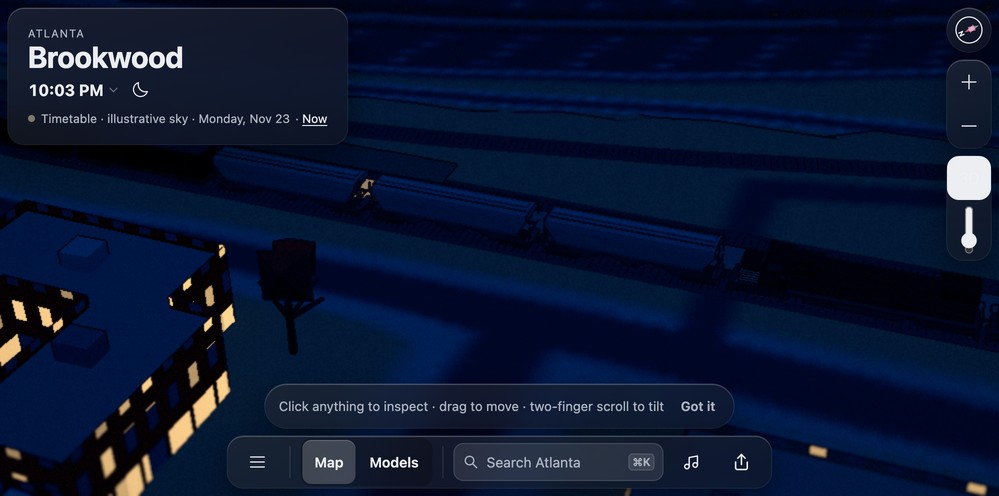 ATLANTA
Brookwood
10:03 PM
Timetable · illustrative sky · Monday, Nov 23 · Now
Click anything to inspect · drag to move · two-finger scroll to tilt Got it
Map Models Search Atlanta ⌘K